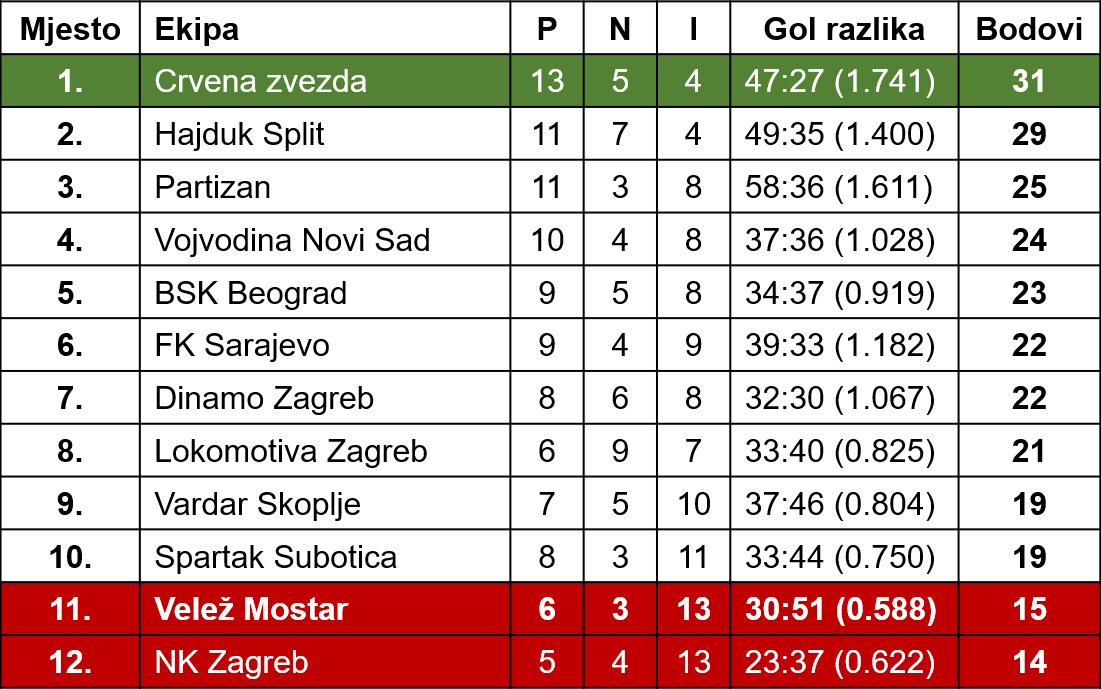 Mjesto Ekipa P N I Gol razlika Bodovi
1. Crvena zvezda 13 5 4 47:27 (1.741) 31
2. Hajduk Split 11 7 4 49:35 (1.400) 29
3. Partizan 11 3 8 58:36 (1.611) 25
4. Vojvodina Novi Sad 10 4 8 37:36 (1.028) 24
5. BSK Beograd 9 5 8 34:37 (0.919) 23
6. FK Sarajevo 9 4 9 39:33 (1.182) 22
7. Dinamo Zagreb 8 6 8 32:30 (1.067) 22
8. Lokomotiva Zagreb 6 9 7 33:40 (0.825) 21
9. Vardar Skoplje 7 5 10 37:46 (0.804) 19
10. Spartak Subotica 8 3 11 33:44 (0.750) 19
11. Velež Mostar 6 3 13 30:51 (0.588) 15
12. NK Zagreb 5 4 13 23:37 (0.622) 14